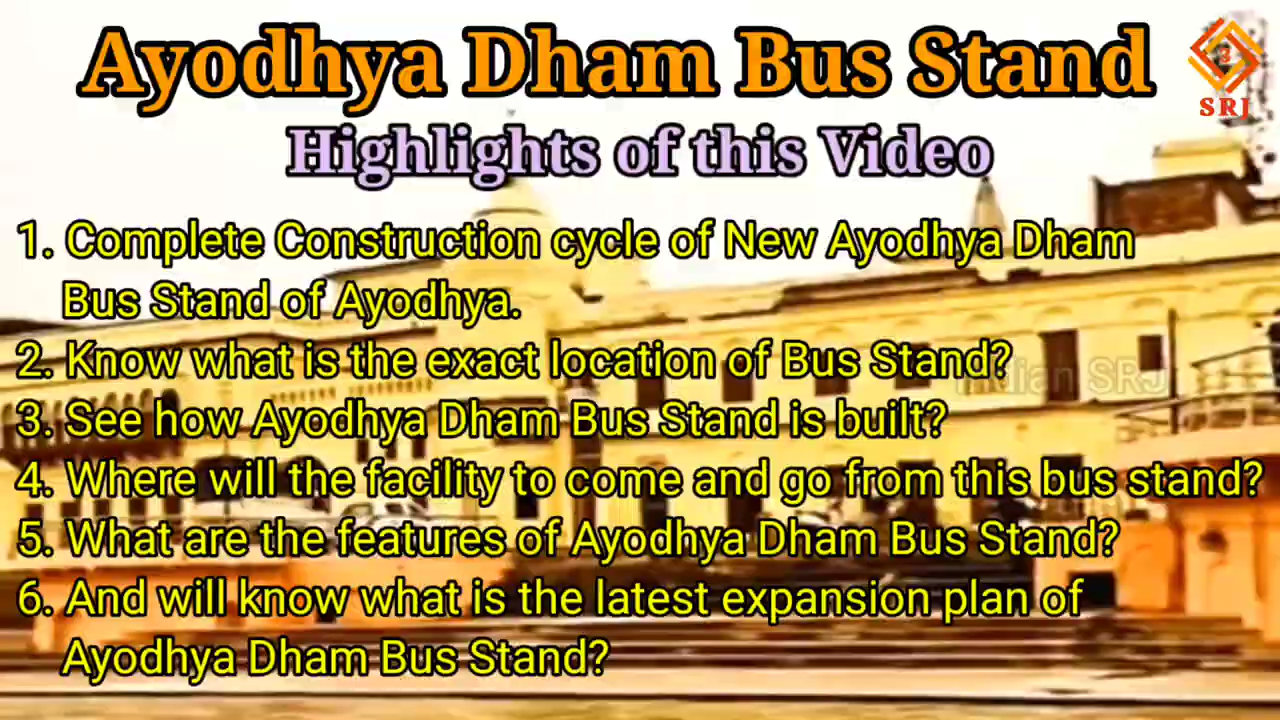 Ayodhya Dham Bus Stand
SRJ
Highlights of this Video
1. Complete Construction cycle of New Ayodhya Dham
Bus Stand of Ayodhya.
2. Know what is the exact location of Bus Stand?
Indian SRJ
3. See how Ayodhya Dham Bus Stand is built?
4. Where will the facility to come and go from this bus stand?
5. What are the features of Ayodhya Dham Bus Stand?
6. And will know what is the latest expansion plan of
Ayodhya Dham Bus Stand?